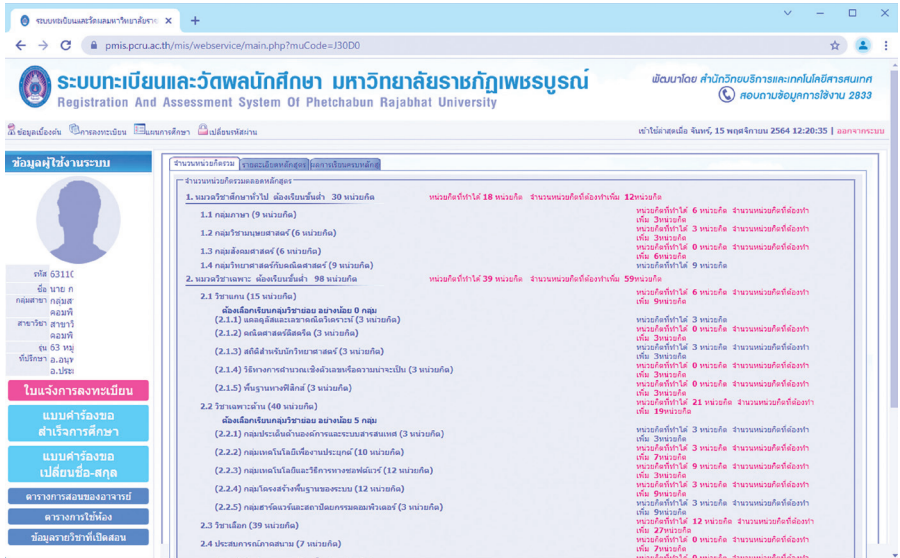 ระบบทะเบียนและวัดผลมหาวิทยาลัยราช
pmis.pcru.ac.th/mis/webservice/main.php?muCode=J30D0
ระบบทะเบียนและวัดผลนักศึกษา มหาวิทยาลัยราชภัฏเพชรบูรณ์
Registration And Assessment System Of Phetchabun Rajabhat University
พัฒนาโดย สำนักวิทยบริการและเทคโนโลยีสารสนเทศ
สอบถามข้อมูลการใช้งาน 2833
ข้อมูลเบื้องต้น การลงทะเบียน แผนการศึกษา เปลี่ยนรหัสผ่าน
เข้าใช้ล่าสุดเมื่อ จันทร์, 15 พฤศจิกายน 2564 12:20:35 | ออกจากระบบ
ข้อมูลผู้ใช้งานระบบ
รหัส 6311
ชื่อ นาย ก
กลุ่มสาขา กลุ่มส
คอมพิ
สาขาวิชา สาขาวิ
คอมพิ
รุ่น 63 หมู่
ที่ปรึกษา อ.อนุพ
อ.ประ
ใบแจ้งการลงทะเบียน
แบบคำร้องขอ
สำเร็จการศึกษา
แบบคำร้องขอ
เปลี่ยนชื่อ-สกุล
ตารางการสอนของอาจารย์
ตารางการใช้ห้อง
ข้อมูลรายวิชาที่เปิดสอน
จำนวนหน่วยกิตรวม รายละเอียดหลักสูตร ผลการเรียนครบหลักสู
จำนวนหน่วยกิตรวมตลอดหลักสูตร
1. หมวดวิชาศึกษาทั่วไป ต้องเรียนขั้นต่ำ 30 หน่วยกิต หน่วยกิตที่ทำได้ 18 หน่วยกิต จำนวนหน่วยกิตที่ต้องทำเพิ่ม 12หน่วยกิต
1.1 กลุ่มภาษา (9 หน่วยกิต) หน่วยกิตที่ทำได้ 6 หน่วยกิต จำนวนหน่วยกิตที่ต้องทำ
เพิ่ม 3หน่วยกิต
1.2 กลุ่มวิชามนุษยศาสตร์ (6 หน่วยกิต) หน่วยกิตที่ทำได้ 3 หน่วยกิต จำนวนหน่วยกิตที่ต้องทำ
เพิ่ม 3หน่วยกิต
1.3 กลุ่มสังคมศาสตร์ (6 หน่วยกิต) หน่วยกิตที่ทำได้ 0 หน่วยกิต จำนวนหน่วยกิตที่ต้องทำ
เพิ่ม 6หน่วยกิต
1.4 กลุ่มวิทยาศาสตร์กับคณิตศาสตร์ (9 หน่วยกิต) หน่วยกิตที่ทำได้ 9 หน่วยกิต
2. หมวดวิชาเฉพาะ ต้องเรียนขั้นต่ำ 98 หน่วยกิต หน่วยกิตที่ทำได้ 39 หน่วยกิต จำนวนหน่วยกิตที่ต้องทำเพิ่ม 59หน่วยกิต
2.1 วิชาแกน (15 หน่วยกิต) หน่วยกิตที่ทำได้ 6 หน่วยกิต จำนวนหน่วยกิตที่ต้องทำ
เพิ่ม 9หน่วยกิต
ต้องเลือกเรียนกลุ่มวิชาย่อย อย่างน้อย 0 กลุ่ม
(2.1.1) แคลคูลัสและเลขาคณิตวิเคราะห์ (3 หน่วยกิต) หน่วยกิตที่ทำได้ 3 หน่วยกิต
(2.1.2) คณิตศาสตร์ดิสครีต (3 หน่วยกิต) หน่วยกิตที่ทำได้ 0 หน่วยกิต จำนวนหน่วยกิตที่ต้องทำ
เพิ่ม 3หน่วยกิต
(2.1.3) สถิติสำหรับนักวิทยาศาสตร์ (3 หน่วยกิต) หน่วยกิตที่ทำได้ 3 หน่วยกิต จำนวนหน่วยกิตที่ต้องทำ
เพิ่ม 3หน่วยกิต
(2.1.4) วิธีทางการคำนวณเชิงตัวเลขหรือความน่าจะเป็น (3 หน่วยกิต) หน่วยกิตที่ทำได้ 0 หน่วยกิต จำนวนหน่วยกิตที่ต้องทำ
เพิ่ม 3หน่วยกิต
(2.1.5) พื้นฐานทางฟิสิกส์ (3 หน่วยกิต) หน่วยกิตที่ทำได้ 0 หน่วยกิต จำนวนหน่วยกิตที่ต้องทำ
เพิ่ม 3หน่วยกิต
2.2 วิชาเฉพาะด้าน (40 หน่วยกิต) หน่วยกิตที่ทำได้ 21 หน่วยกิต จำนวนหน่วยกิตที่ต้องทำ
เพิ่ม 19หน่วยกิต
ต้องเลือกเรียนกลุ่มวิชาย่อย อย่างน้อย 5 กลุ่ม
(2.2.1) กลุ่มประเด็นด้านองค์การและระบบสารสนเทศ (3 หน่วยกิต) หน่วยกิตที่ทำได้ 3 หน่วยกิต จำนวนหน่วยกิตที่ต้องทำ
เพิ่ม 3หน่วยกิต
(2.2.2) กลุ่มเทคโนโลยีเพื่องานประยุกต์ (10 หน่วยกิต) หน่วยกิตที่ทำได้ 3 หน่วยกิต จำนวนหน่วยกิตที่ต้องทำ
เพิ่ม 7หน่วยกิต
(2.2.3) กลุ่มเทคโนโลยีและวิธีการทางซอฟต์แวร์ (12 หน่วยกิต) หน่วยกิตที่ทำได้ 9 หน่วยกิต จำนวนหน่วยกิตที่ต้องทำ
เพิ่ม 3หน่วยกิต
(2.2.4) กลุ่มโครงสร้างพื้นฐานของระบบ (12 หน่วยกิต) หน่วยกิตที่ทำได้ 3 หน่วยกิต จำนวนหน่วยกิตที่ต้องทำ
เพิ่ม 9หน่วยกิต
(2.2.5) กลุ่มฮาร์ดแวร์และสถาปัตยกรรมคอมพิวเตอร์ (3 หน่วยกิต) หน่วยกิตที่ทำได้ 3 หน่วยกิต จำนวนหน่วยกิตที่ต้องทำ
เพิ่ม 9หน่วยกิต
2.3 วิชาเลือก (39 หน่วยกิต) หน่วยกิตที่ทำได้ 12 หน่วยกิต จำนวนหน่วยกิตที่ต้องทำ
เพิ่ม 27หน่วยกิต
2.4 ประสบการณ์ภาคสนาม (7 หน่วยกิต) หน่วยกิตที่ทำได้ 0 หน่วยกิต จำนวนหน่วยกิตที่ต้องทำ
เพิ่ม 7หน่วยกิต